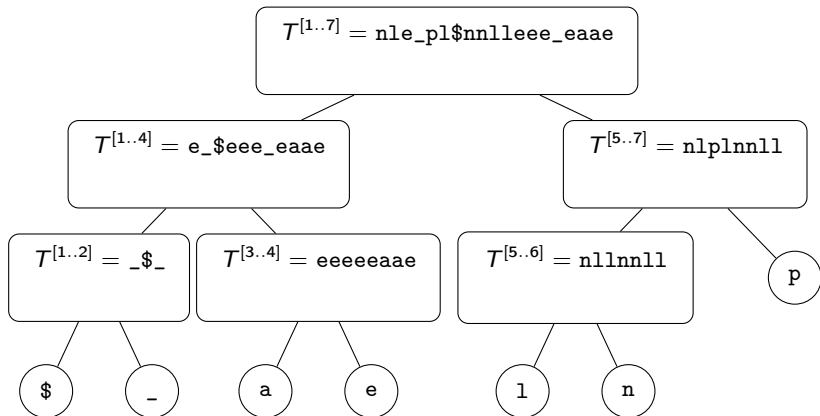 T^[1..7] = nle_pl$nnlleee_eaae
T^[1..4] = e_$eee_eaae
T^[5..7] = nlplnnll
T^[1..2] = _$_
T^[3..4] = eeeeeaae
T^[5..6] = nllnnll
p
$
_
a
e
l
n